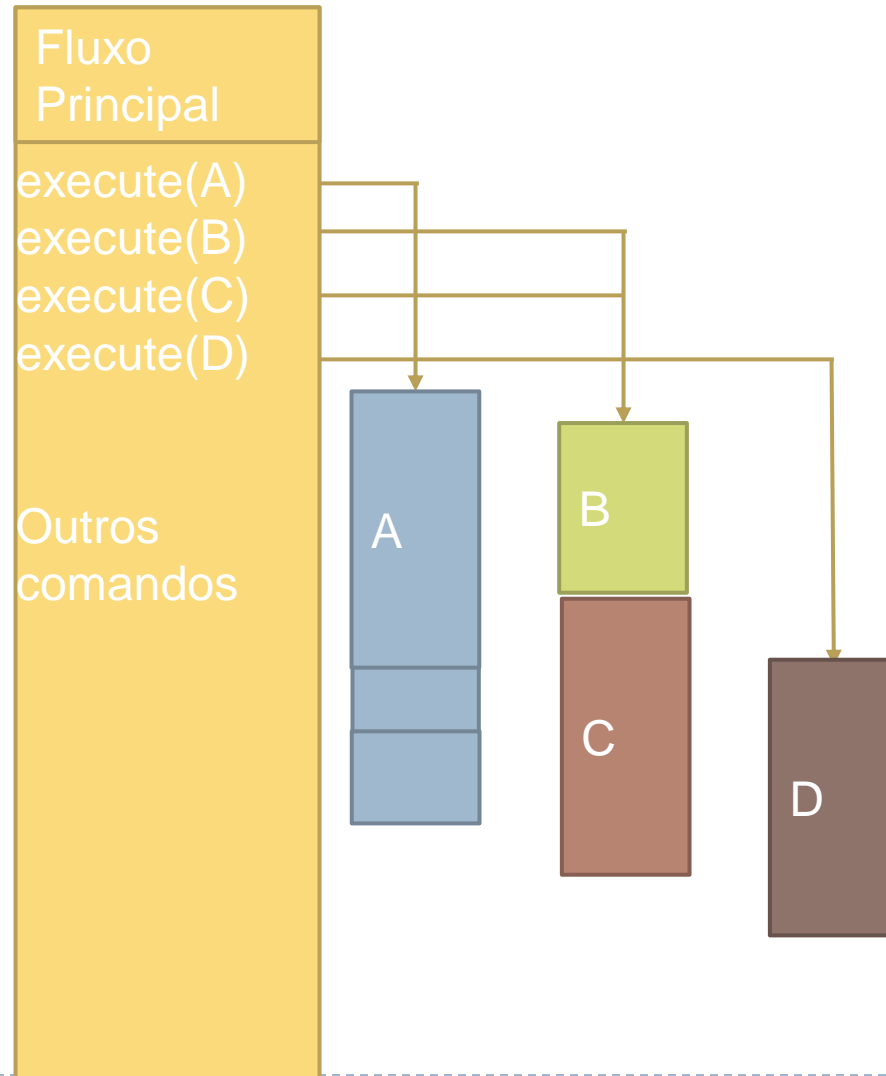 Fluxo
Principal
execute(A)
execute(B)
execute(C)
execute(D)
Outros
comandos
A
B
C
D